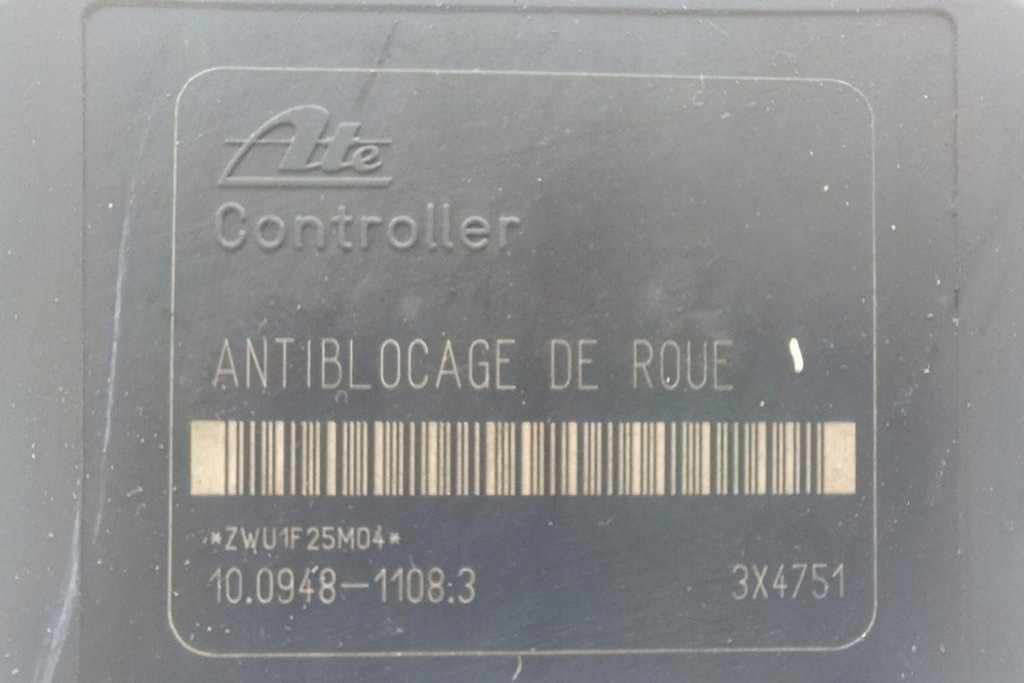 Ate
Controller
ANTIBLOCAGE DE ROUE
*ZWU1F25M04*
10.0948-1108.3 3X4751